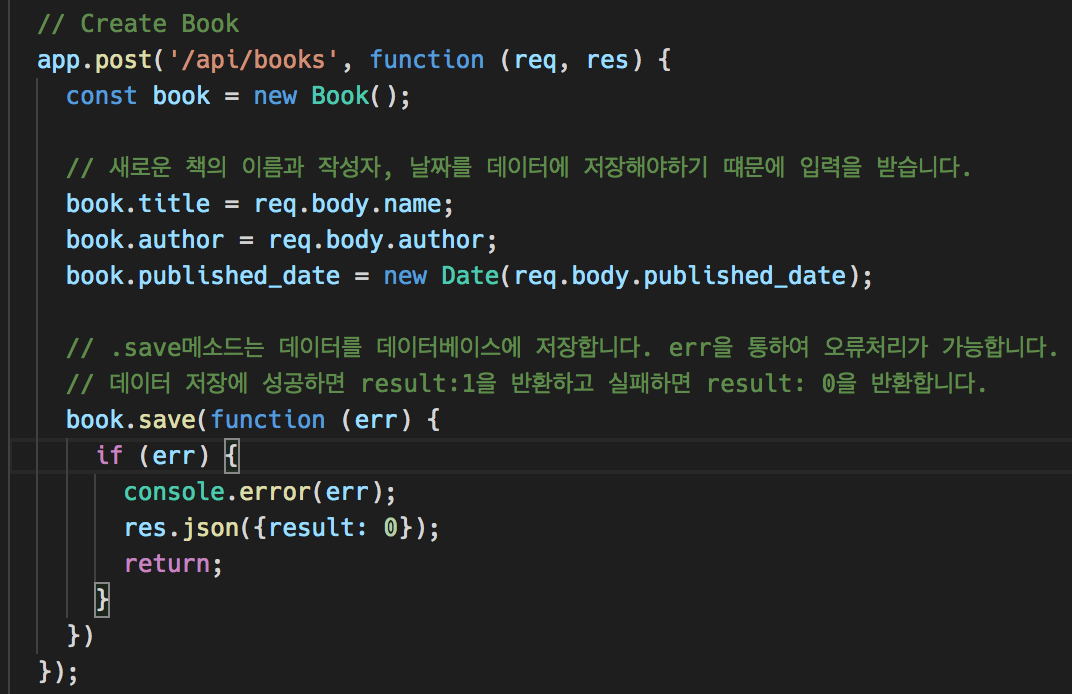 // Create Book
app.post('/api/books', function (req, res) {
const book = new Book();
// 새로운 책의 이름과 작성자, 날짜를 데이터에 저장해야하기 떄문에 입력을 받습니다.
book.title = req.body.name;
book.author = req.body.author;
book.published_date = new Date(req.body.published_date);
// .save메소드는 데이터를 데이터베이스에 저장합니다. err을 통하여 오류처리가 가능합니다.
// 데이터 저장에 성공하면 result:1을 반환하고 실패하면 result: 0을 반환합니다.
book.save(function (err) {
if (err) {
console.error(err);
res.json({result: 0});
return;
}
})
});